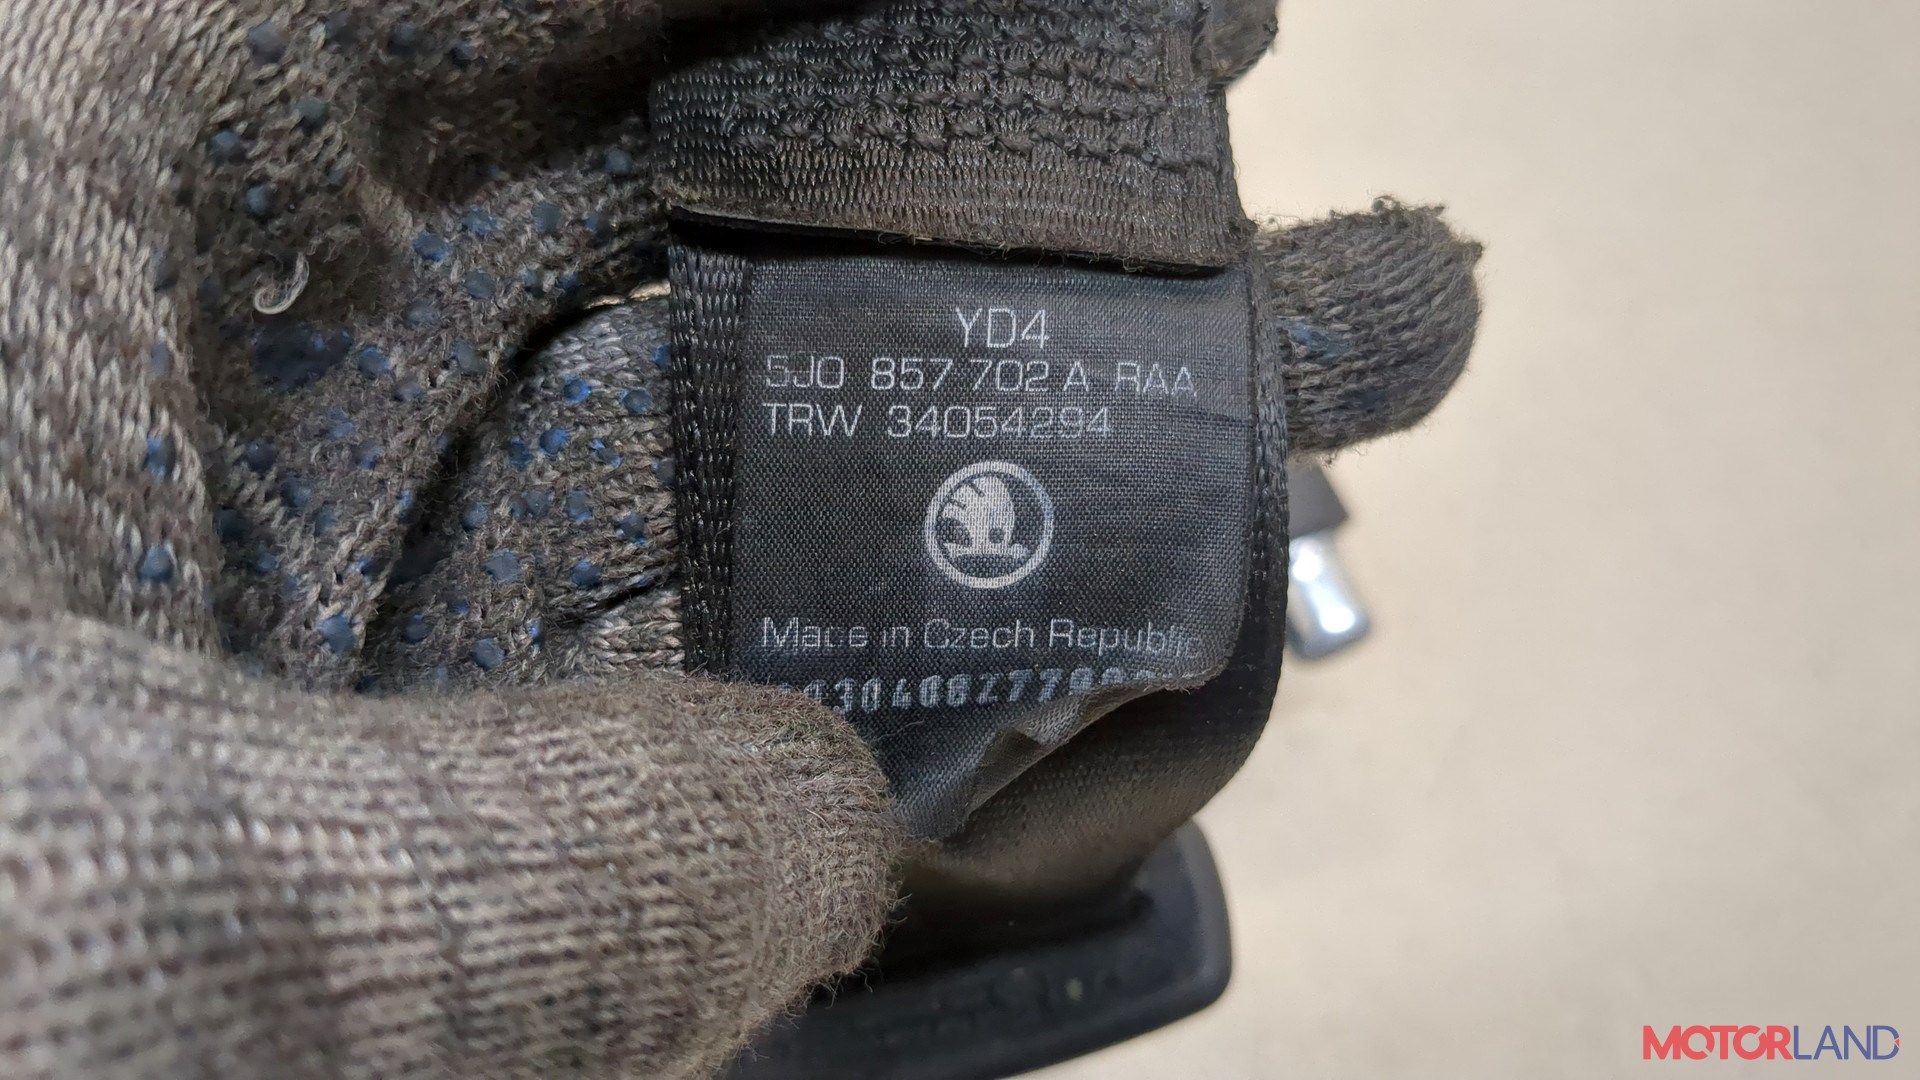 YD4
5J0 857 702 A RAA
TRW 34054294
Made in Czech Republic
MOTORLAND